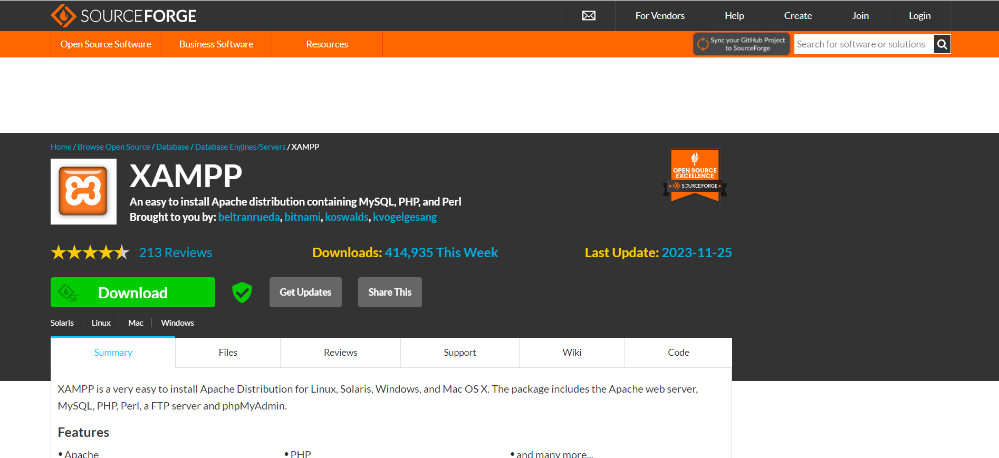 SOURCEFORGE
For Vendors
Help
Create
Join
Login
Open Source Software
Business Software
Resources
Sync your GitHub Project
to SourceForge
Search for software or solutions
Home / Browse Open Source / Database / Database Engines/Servers / XAMPP
XAMPP
An easy to install Apache distribution containing MySQL, PHP, and Perl
Brought to you by: beltranrueda, bitnami, koswalds, kvogelgesang
OPEN SOURCE
EXCELLENCE
SOURCEFORGE
213 Reviews
Downloads: 414,935 This Week
Last Update: 2023-11-25
SF
Download
Get Updates
Share This
Solaris
Linux
Mac
Windows
Summary
Files
Reviews
Support
Wiki
Code
XAMPP is a very easy to install Apache Distribution for Linux, Solaris, Windows, and Mac OS X. The package includes the Apache web server,
MySQL, PHP, Perl, a FTP server and phpMyAdmin.
Features
• Apache
• PHP
• and many more...